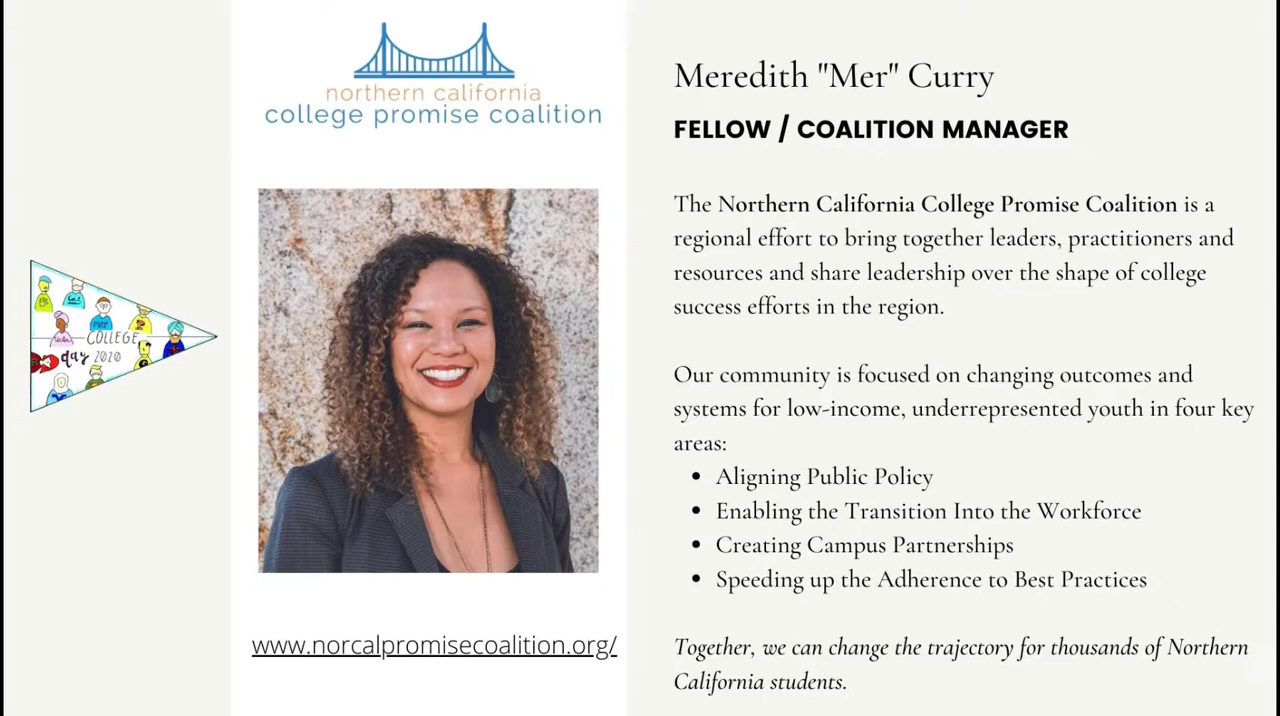 northern california
college promise coalition
www.norcalpromisecoalition.org/
COLLEGE
day 2020
Meredith "Mer" Curry
FELLOW / COALITION MANAGER
The Northern California College Promise Coalition is a
regional effort to bring together leaders, practitioners and
resources and share leadership over the shape of college
success efforts in the region.
Our community is focused on changing outcomes and
systems for low-income, underrepresented youth in four key
areas:
• Aligning Public Policy
• Enabling the Transition Into the Workforce
• Creating Campus Partnerships
• Speeding up the Adherence to Best Practices
Together, we can change the trajectory for thousands of Northern
California students.